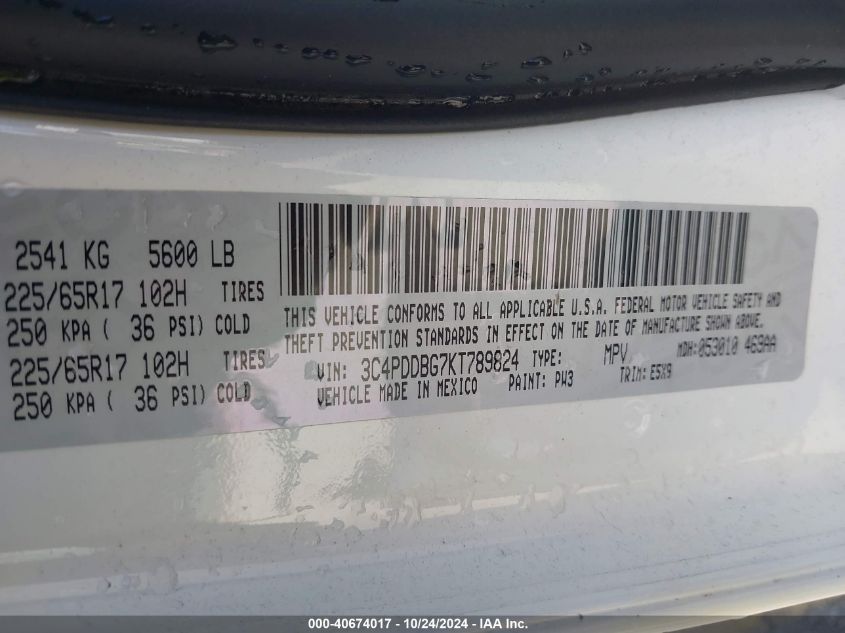 2541 KG 5600 LB
225/65R17 102H TIRES
250 KPA ( 36 PSI) COLD
225/65R17 102H TIRES
250 KPA ( 36 PSI) COLD
THIS VEHICLE CONFORMS TO ALL APPLICABLE U.S.A. FEDERAL MOTOR VEHICLE SAFETY AND
THEFT PREVENTION STANDARDS IN EFFECT ON THE DATE OF MANUFACTURE SHOWN ABOVE.
VIN: 3C4PDDBG7KT789824 TYPE: MPV MDH:053010 469AA
VEHICLE MADE IN MEXICO PAINT: PW3 TRIM: E5X9
000-40674017 - 10/24/2024 - IAA Inc.